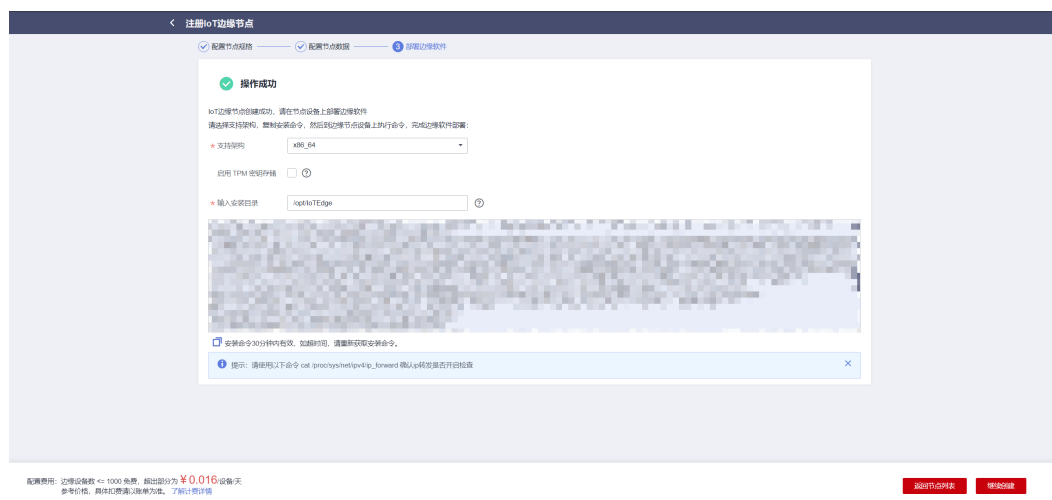 注册IoT边缘节点
配置节点规格 配置节点数据 3 部署边缘软件
操作成功
IoT边缘节点创建成功，请在节点设备上部署边缘软件
请选择支持架构，复制安装命令，然后到边缘节点设备上执行命令，完成边缘软件部署：
* 支持架构 x86_64
启用 TPM 密钥存储
* 输入安装目录 /opt/IoTEdge
安装命令30分钟内有效，如超时间，请重新获取安装命令。
提示：请使用以下命令 cat /proc/sys/net/ipv4/ip_forward 确认ip转发是否开启检查
配置费用：边缘设备数 <= 1000 免费，超出部分为 ¥0.016/设备/天
参考价格，具体扣费请以账单为准。 了解计费详情
返回节点列表 继续创建